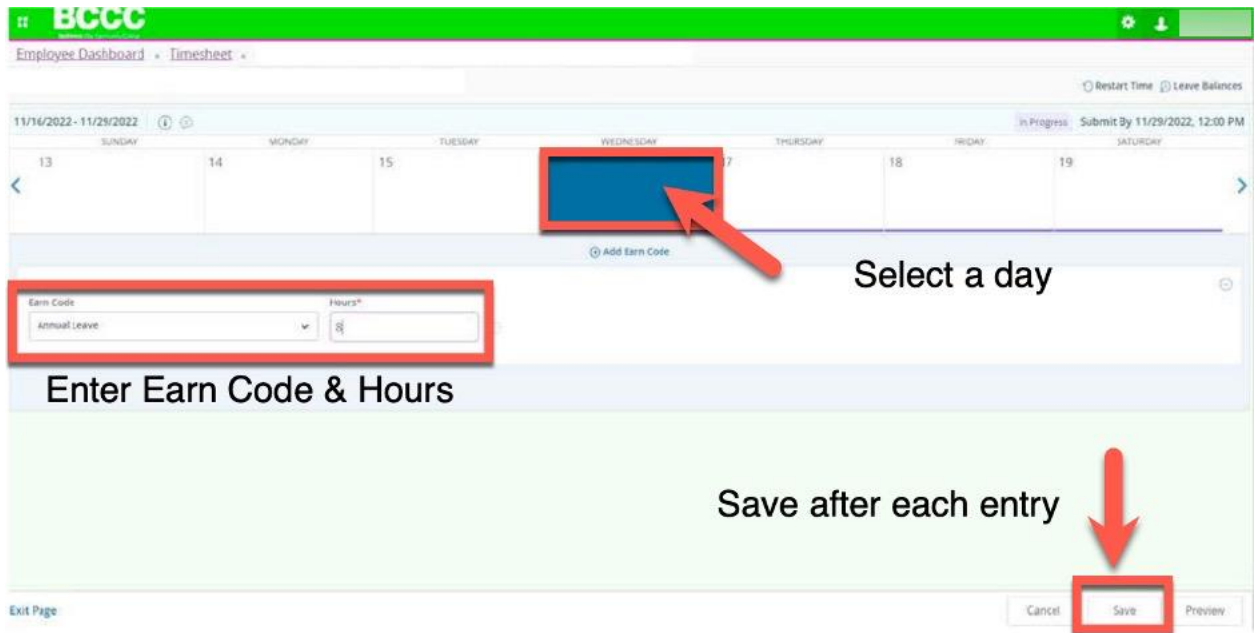 BCCC
Employee Dashboard • Timesheet •
Restart Time Leave Balances
11/16/2022 - 11/29/2022 In Progress Submit By 11/29/2022, 12:00 PM
SUNDAY MONDAY TUESDAY WEDNESDAY THURSDAY FRIDAY SATURDAY
13 14 15 17 18 19
Add Earn Code
Select a day
Earn Code Hours*
Annual Leave 8
Enter Earn Code & Hours
Save after each entry
Exit Page Cancel Save Preview